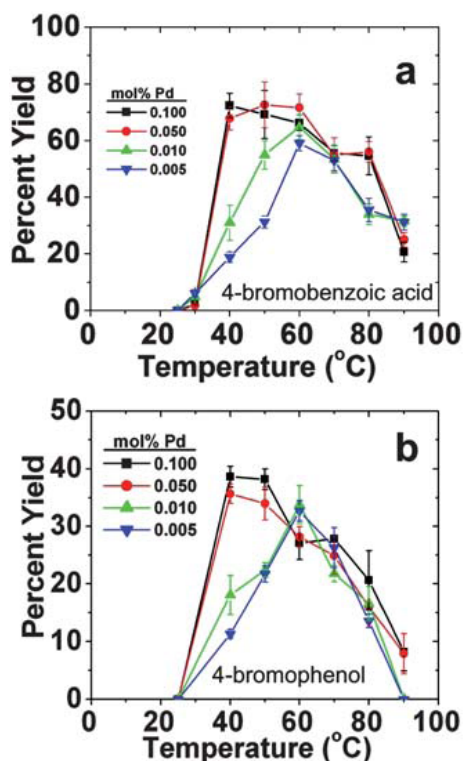 a
100
80
60
40
20
0
Percent Yield
mol% Pd
0.100
0.050
0.010
0.005
4-bromobenzoic acid
0 20 40 60 80 100
Temperature (°C)
b
50
40
30
20
10
0
Percent Yield
mol% Pd
0.100
0.050
0.010
0.005
4-bromophenol
0 20 40 60 80 100
Temperature (°C)